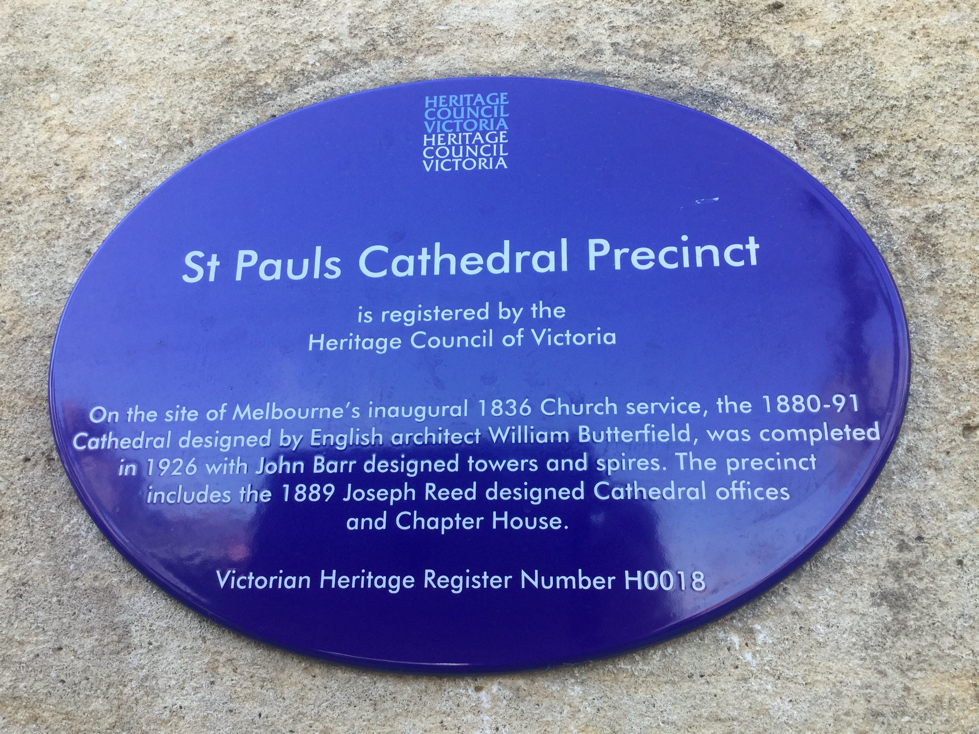 HERITAGE
COUNCIL
VICTORIA
HERITAGE
COUNCIL
VICTORIA
St Pauls Cathedral Precinct
is registered by the
Heritage Council of Victoria
On the site of Melbourne's inaugural 1836 Church service, the 1880-91
Cathedral designed by English architect William Butterfield, was completed
in 1926 with John Barr designed towers and spires. The precinct
includes the 1889 Joseph Reed designed Cathedral offices
and Chapter House.
Victorian Heritage Register Number H0018